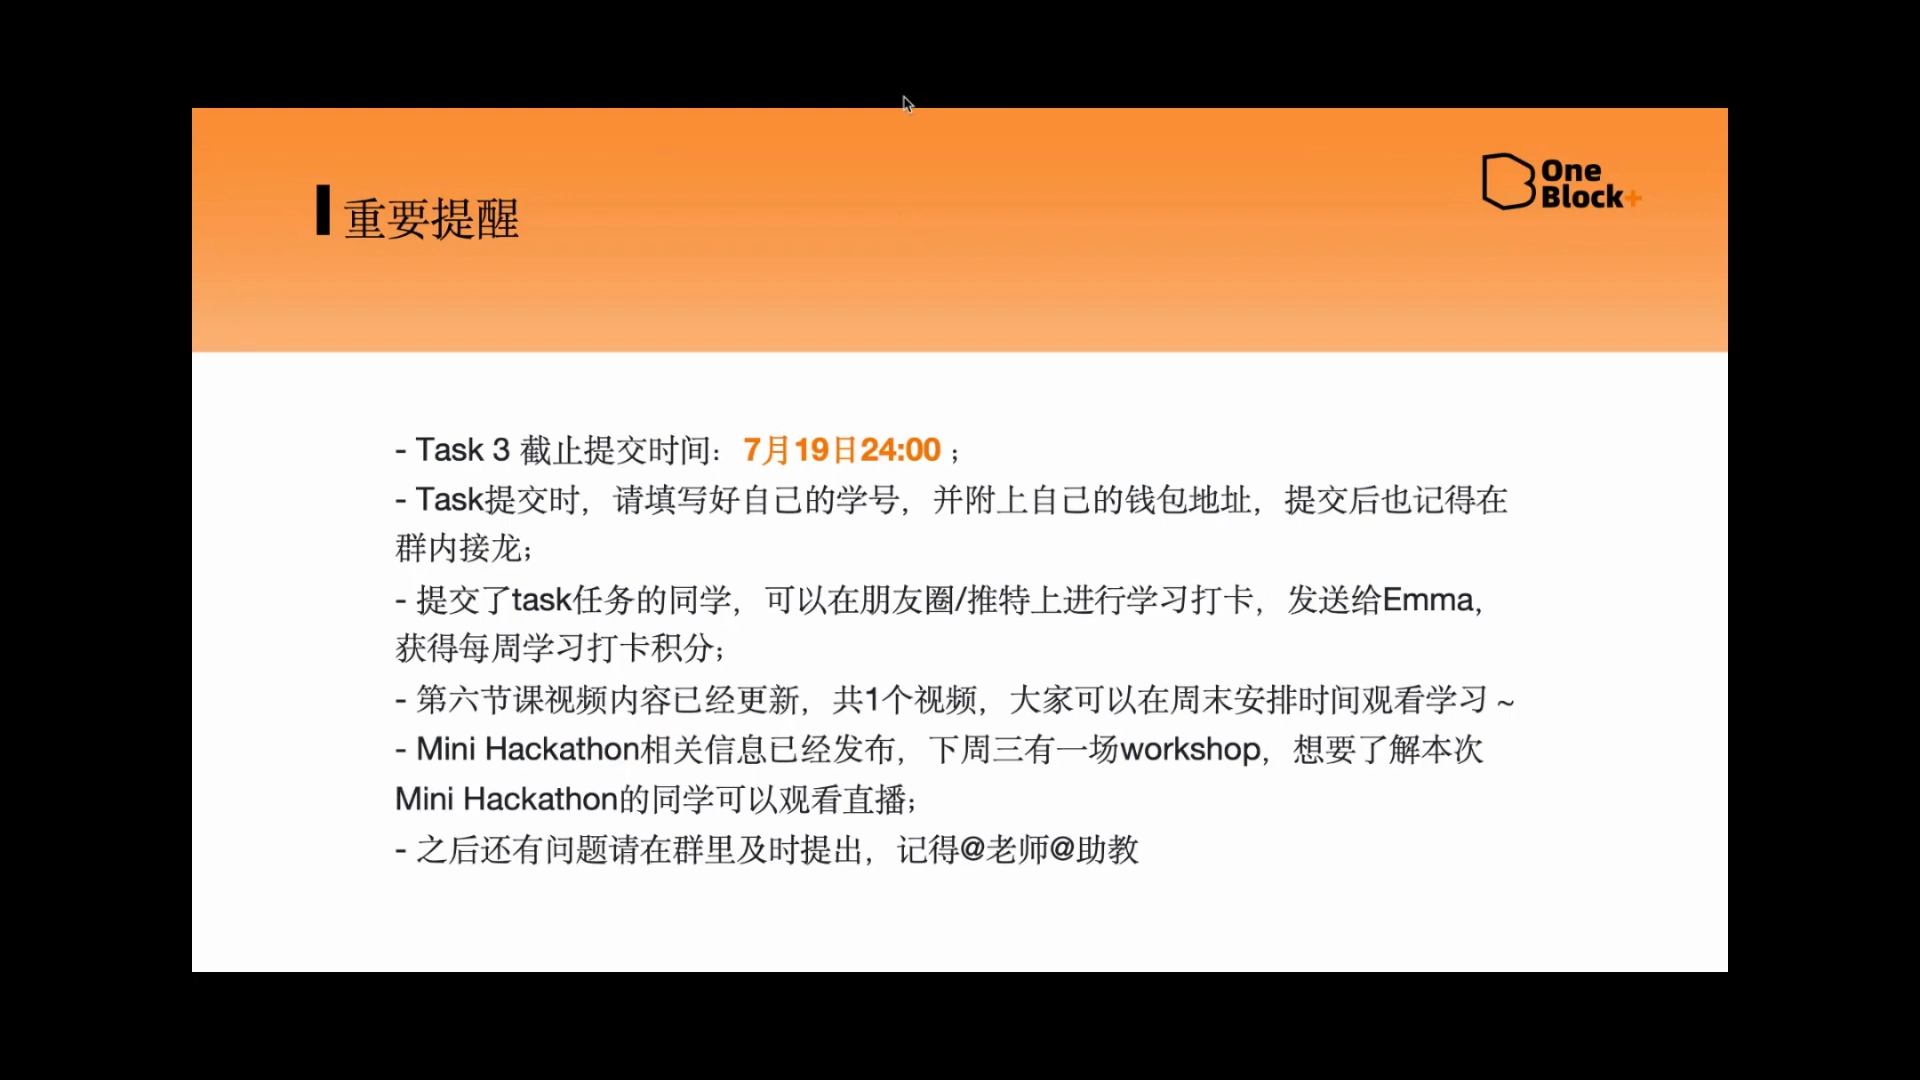 重要提醒
One
Block+
- Task 3 截止提交时间：7月19日24:00；
- Task提交时，请填写好自己的学号，并附上自己的钱包地址，提交后也记得在
群内接龙；
- 提交了task任务的同学，可以在朋友圈/推特上进行学习打卡，发送给Emma，
获得每周学习打卡积分；
- 第六节课视频内容已经更新，共1个视频，大家可以在周末安排时间观看学习～
- Mini Hackathon相关信息已经发布，下周三有一场workshop，想要了解本次
Mini Hackathon的同学可以观看直播；
- 之后还有问题请在群里及时提出，记得@老师@助教